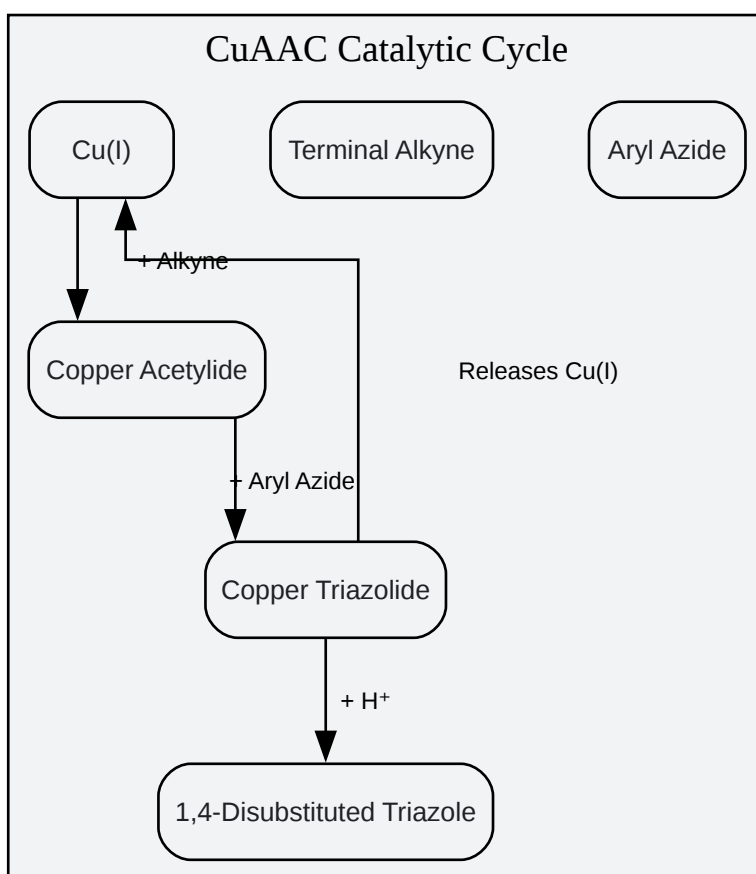 CuAAC Catalytic Cycle
Cu(I)
Terminal Alkyne
Aryl Azide
+ Alkyne
Copper Acetylide
Releases Cu(I)
+ Aryl Azide
Copper Triazolide
+ H⁺
1,4-Disubstituted Triazole